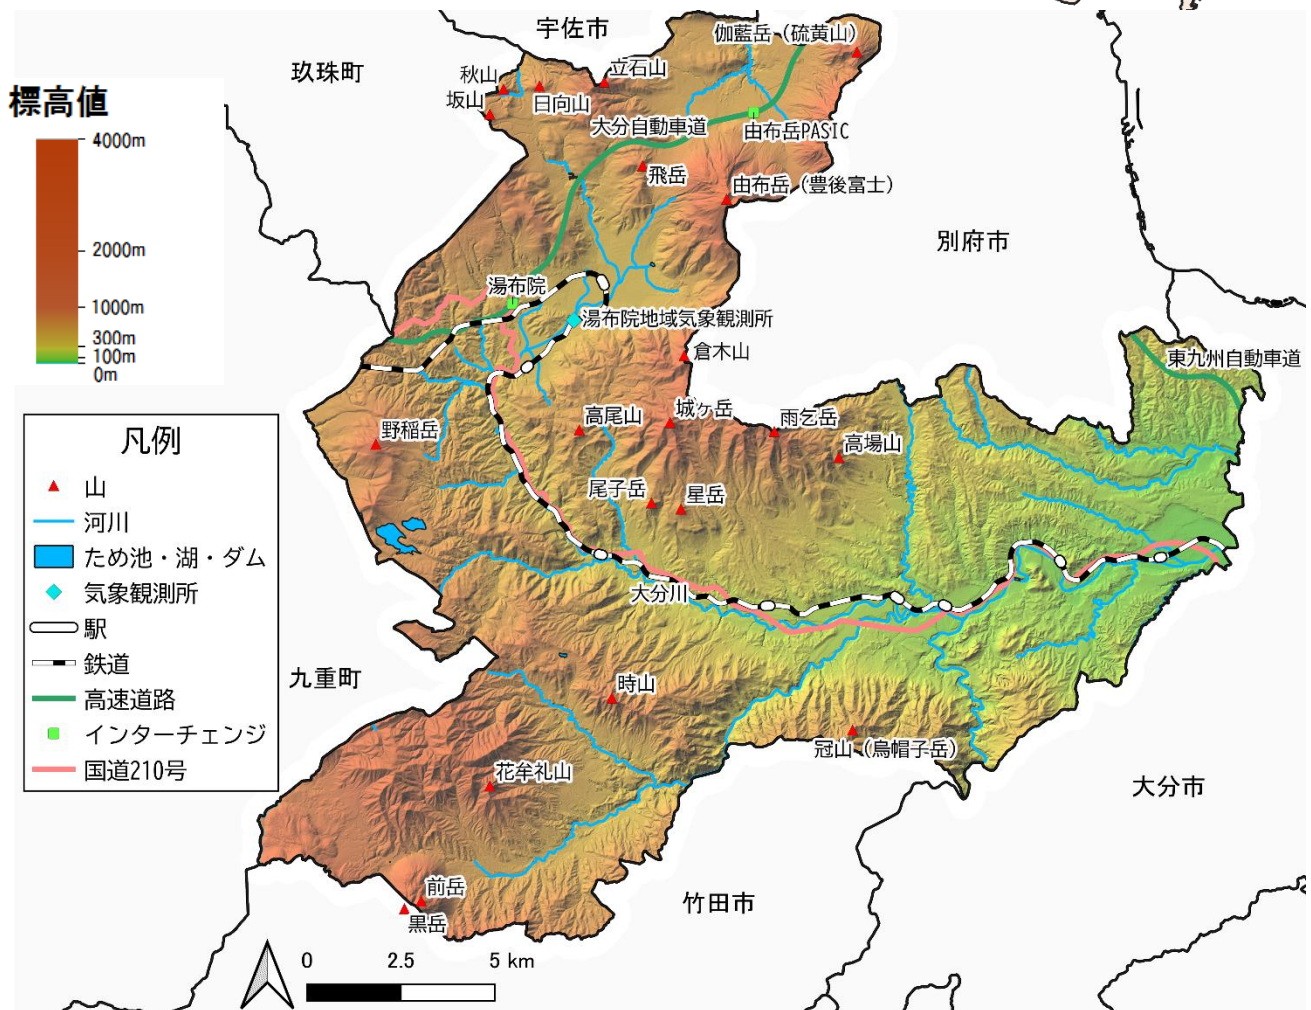 宇佐市
伽藍岳（硫黄山）
玖珠町
立石山
秋山
日向山
坂山
標高値
4000m
2000m
1000m
300m
100m
0m
大分自動車道
由布岳PASIC
飛岳
由布岳（豊後富士）
別府市
湯布院
湯布院地域気象観測所
倉木山
東九州自動車道
城ヶ岳
雨乞岳
高尾山
野稲岳
高場山
尾子岳
星岳
大分川
凡例
山
河川
ため池・湖・ダム
気象観測所
駅
鉄道
高速道路
インターチェンジ
国道210号
九重町
時山
冠山（烏帽子岳）
花牟礼山
大分市
前岳
黒岳
竹田市
0 2.5 5 km